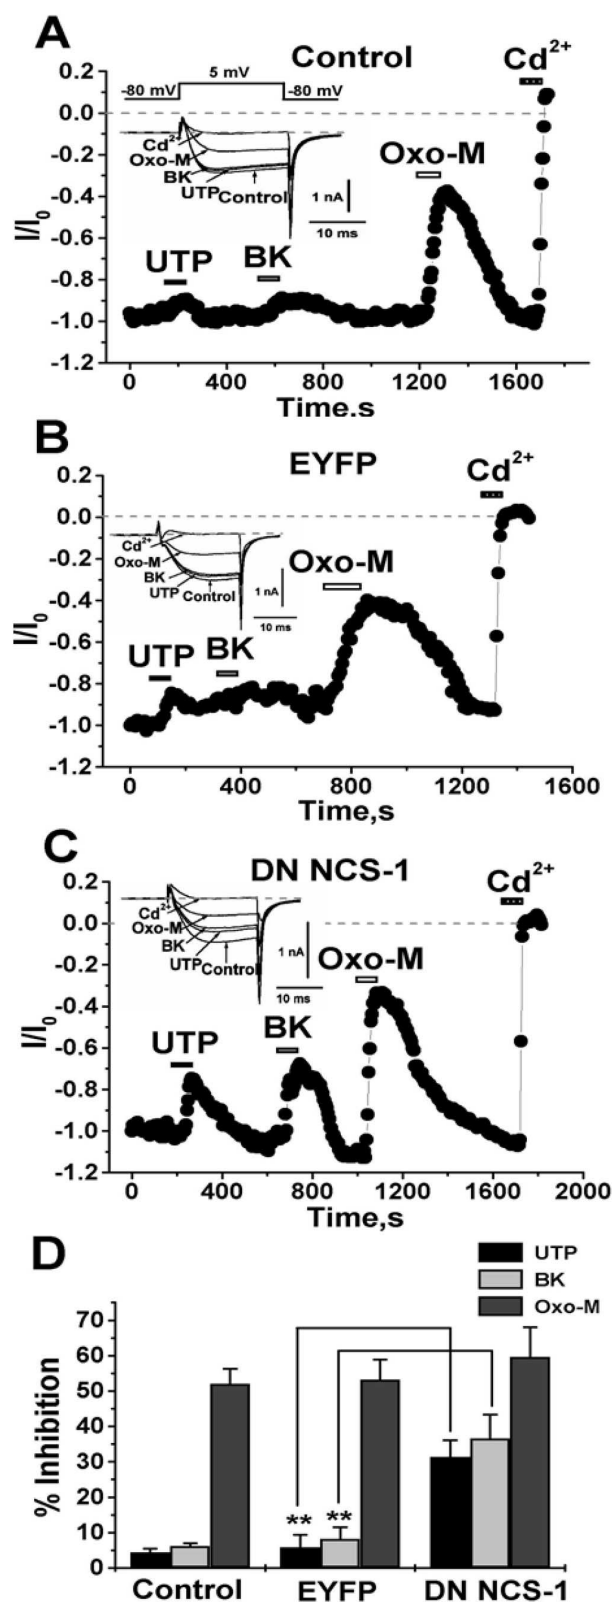 A
Control
Cd2+
-80 mV
5 mV
-80 mV
0.2
0.0
-0.2
-0.4
-0.6
-0.8
-1.0
-1.2
I/I0
Cd2+
Oxo-M
BK
UTP
Control
1 nA
10 ms
Oxo-M
UTP
BK
0 400 800 1200 1600
Time.s
B
EYFP
Cd2+
0.2
0.0
-0.2
-0.4
-0.6
-0.8
-1.0
-1.2
I/I0
Cd2+
Oxo-M
BK
UTP
Control
1 nA
10 ms
Oxo-M
UTP
BK
0 400 800 1200 1600
Time,s
C
DN NCS-1
Cd2+
0.2
0.0
-0.2
-0.4
-0.6
-0.8
-1.0
-1.2
I/I0
Cd2+
Oxo-M
BK
UTP
Control
1 nA
10 ms
Oxo-M
UTP
BK
0 400 800 1200 1600 2000
Time,s
D
UTP
BK
Oxo-M
70
60
50
40
30
20
10
0
% Inhibition
**
**
Control EYFP DN NCS-1